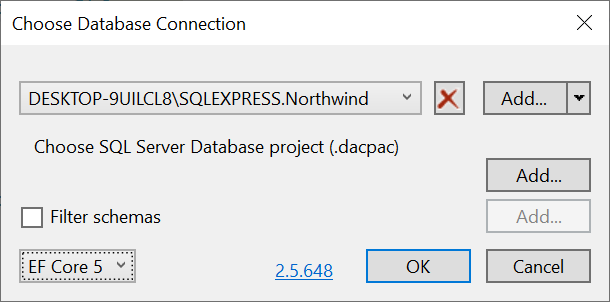 Choose Database Connection
DESKTOP-9UILCL8\SQLEXPRESS.Northwind
Add...
Choose SQL Server Database project (.dacpac)
Add...
Filter schemas
Add...
EF Core 5
2.5.648
OK
Cancel